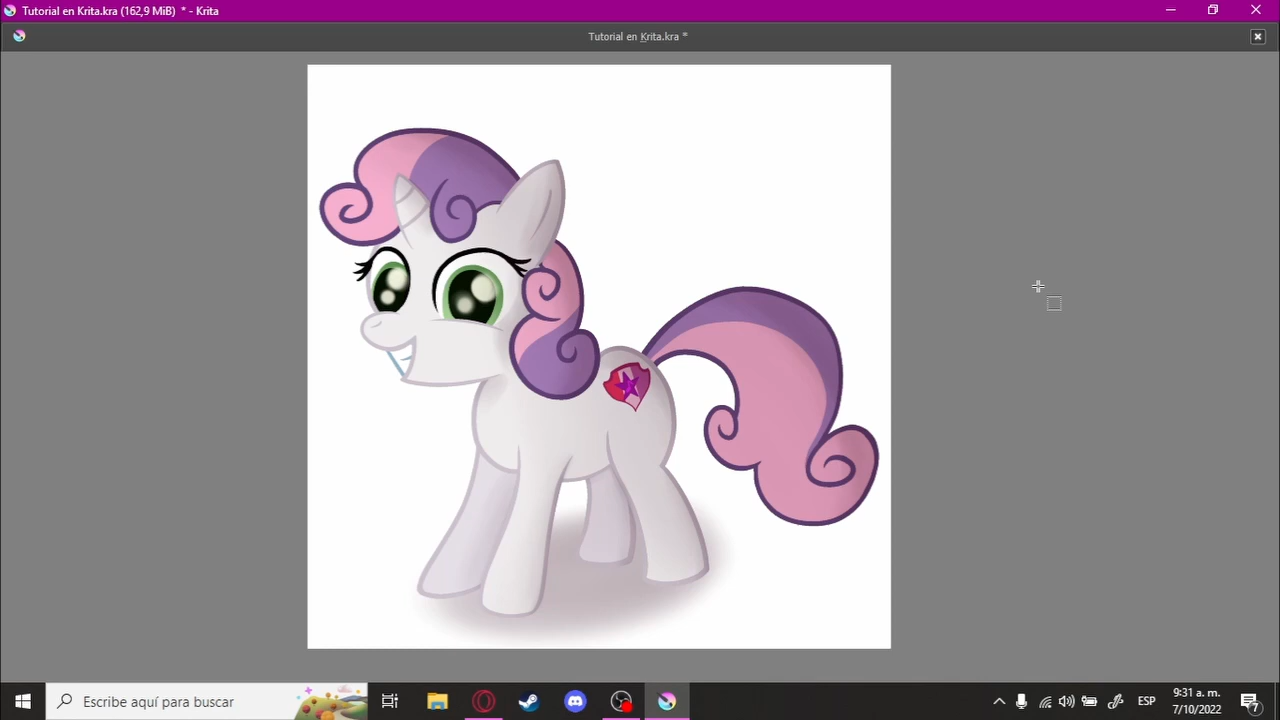 Tutorial en Krita.kra (162,9 MiB) * - Krita
Tutorial en Krita.kra *
Escribe aquí para buscar
ESP
9:31 a. m.
7/10/2022
7